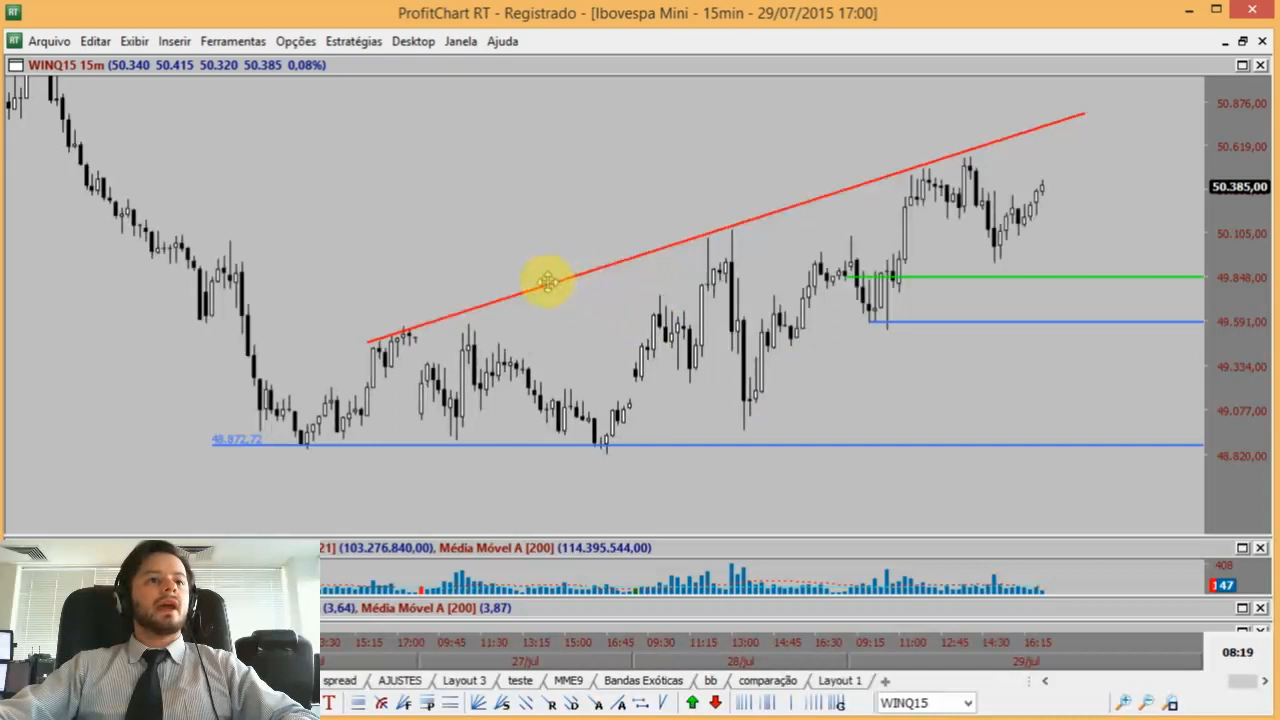 RT ProfitChart RT - Registrado - [Ibovespa Mini - 15min - 29/07/2015 17:00]
RT Arquivo Editar Exibir Inserir Ferramentas Opções Estratégias Desktop Janela Ajuda
WINQ15 15m (50.340 50.415 50.320 50.385 0,08%)
50.876,00
50.619,00
50.385,00
50.105,00
49.848,00
49.591,00
49.334,00
49.077,00
48.872,72
48.820,00
21] (103.276.840,00), Média Móvel A [200] (114.395.544,00)
408
147
(3,64), Média Móvel A [200] (3,87)
3:30 15:15 17:00 09:45 11:30 13:15 15:00 16:45 09:30 11:15 13:00 14:45 16:30 09:15 11:00 12:45 14:30 16:15
27/jul 28/jul 29/jul
08:19
spread AJUSTES Layout 3 teste MME9 Bandas Exóticas bb comparação Layout 1 +
WINQ15